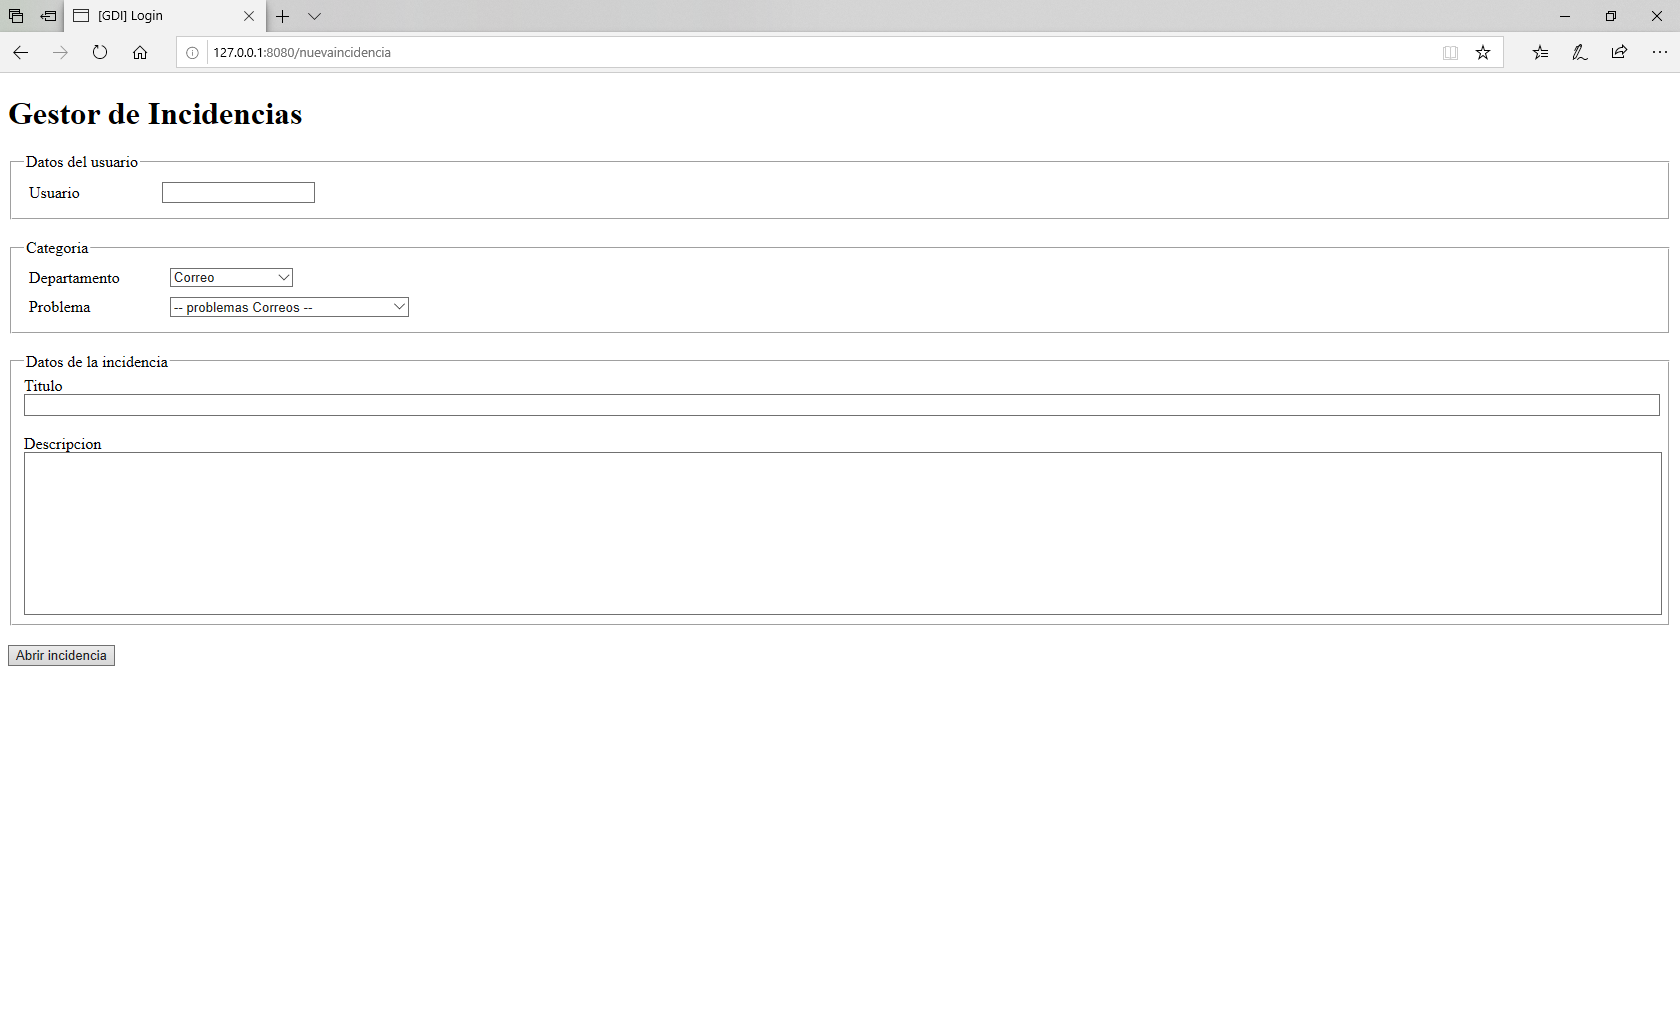 [GDI] Login
127.0.0.1:8080/nuevaincidencia
Gestor de Incidencias
Datos del usuario
Usuario
Categoria
Departamento
Correo
Problema
-- problemas Correos --
Datos de la incidencia
Titulo
Descripcion
Abrir incidencia